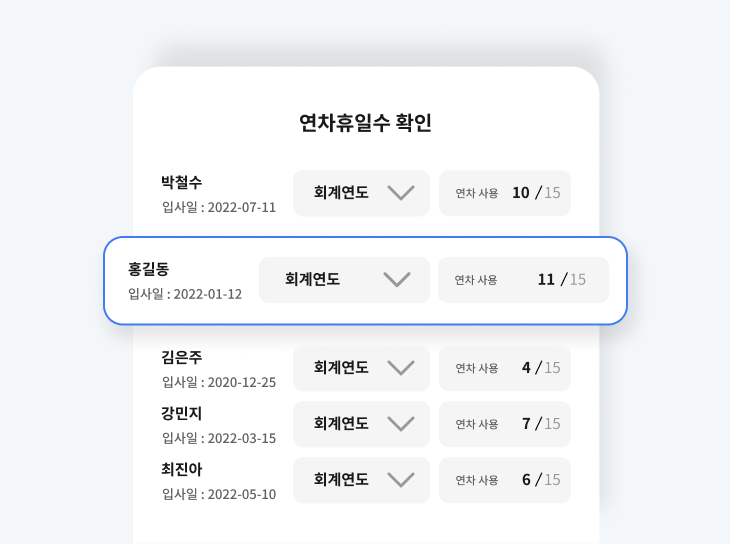 연차휴일수 확인
박철수 회계연도 연차 사용 10 / 15
입사일 : 2022-07-11
홍길동 회계연도 연차 사용 11 / 15
입사일 : 2022-01-12
김은주 회계연도 연차 사용 4 / 15
입사일 : 2020-12-25
강민지 회계연도 연차 사용 7 / 15
입사일 : 2022-03-15
최진아 회계연도 연차 사용 6 / 15
입사일 : 2022-05-10